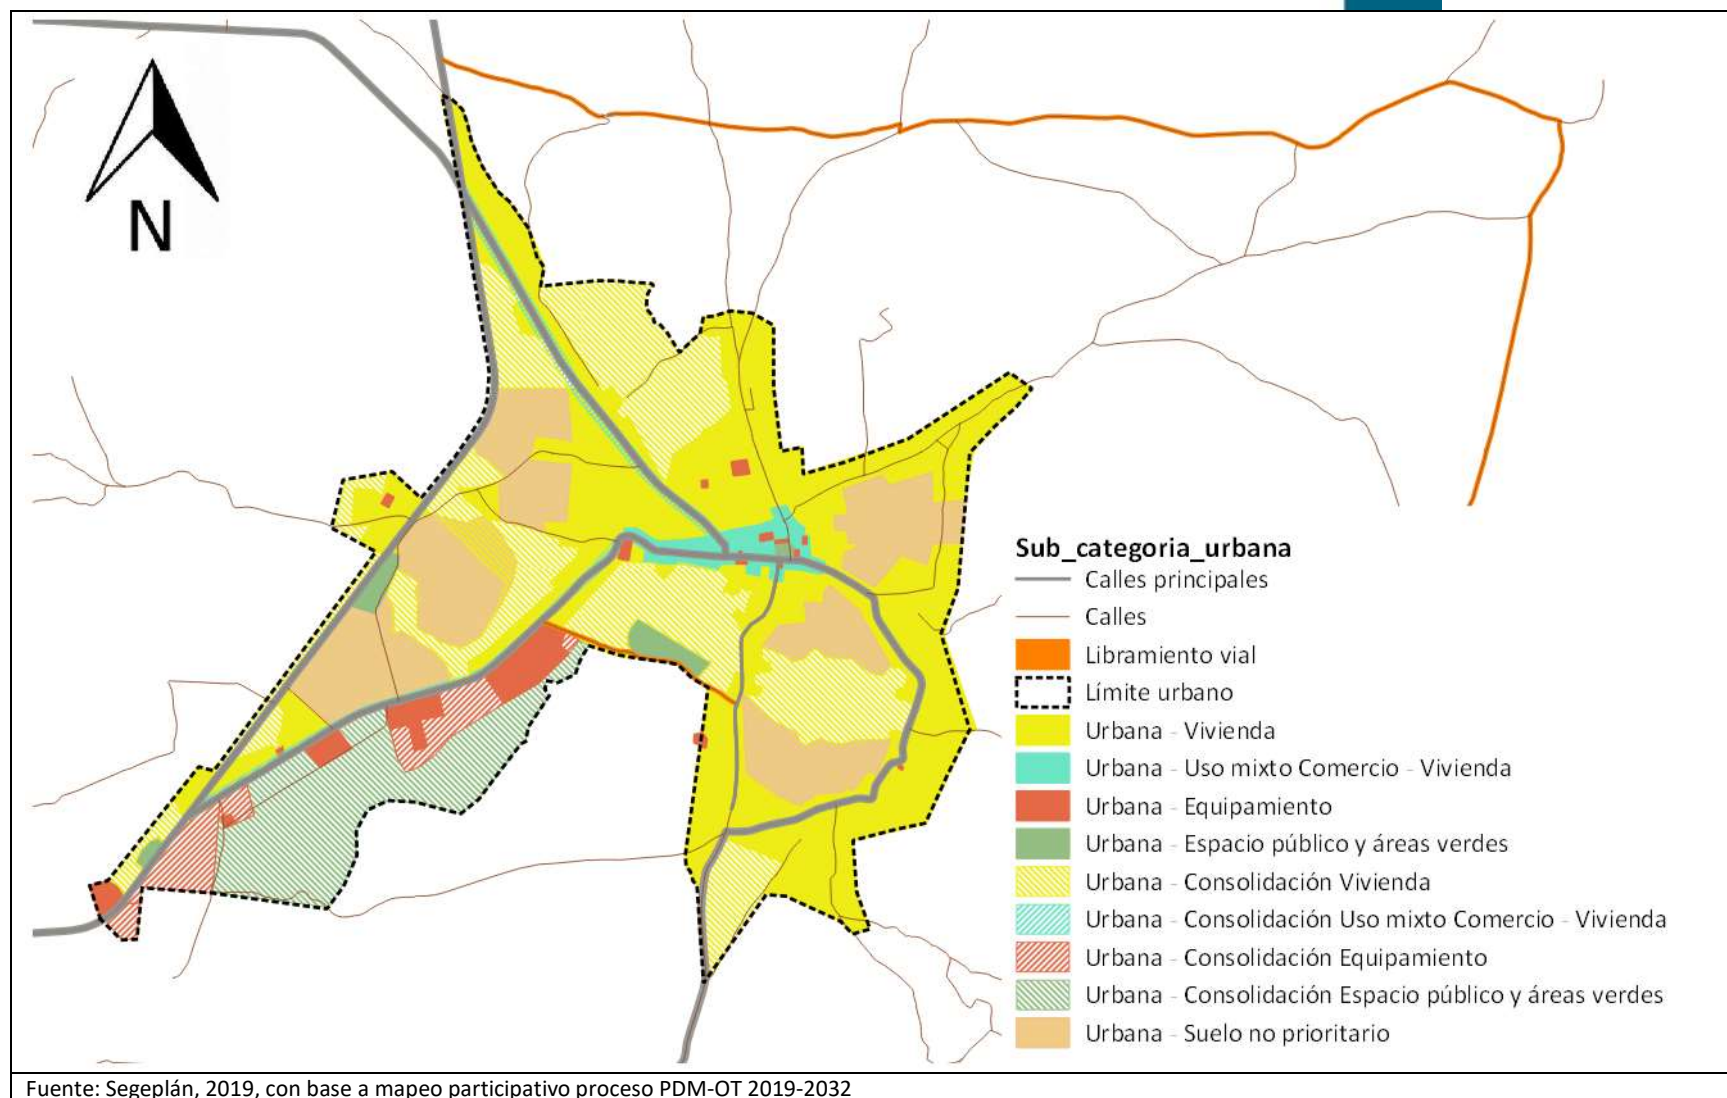 N
Sub_categoria_urbana
Calles principales
Calles
Libramiento vial
Límite urbano
Urbana - Vivienda
Urbana - Uso mixto Comercio - Vivienda
Urbana - Equipamiento
Urbana - Espacio público y áreas verdes
Urbana - Consolidación Vivienda
Urbana - Consolidación Uso mixto Comercio - Vivienda
Urbana - Consolidación Equipamiento
Urbana - Consolidación Espacio público y áreas verdes
Urbana - Suelo no prioritario
Fuente: Segeplán, 2019, con base a mapeo participativo proceso PDM-OT 2019-2032